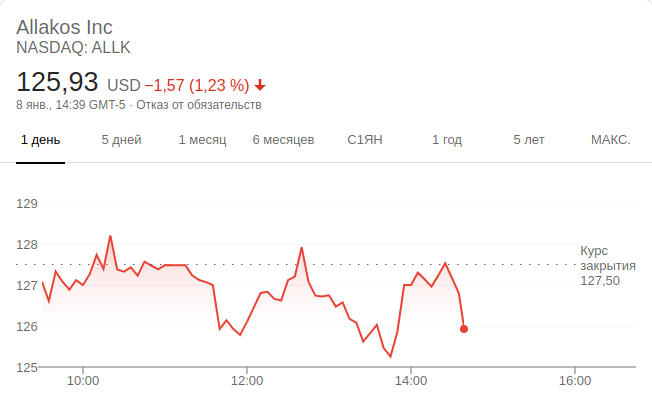 Allakos Inc
NASDAQ: ALLK
125,93 USD −1,57 (1,23 %)
8 янв., 14:39 GMT-5 · Отказ от обязательств
1 день 5 дней 1 месяц 6 месяцев С1ЯН 1 год 5 лет МАКС.
129
128
127
126
125
Курс
закрытия
127,50
10:00 12:00 14:00 16:00